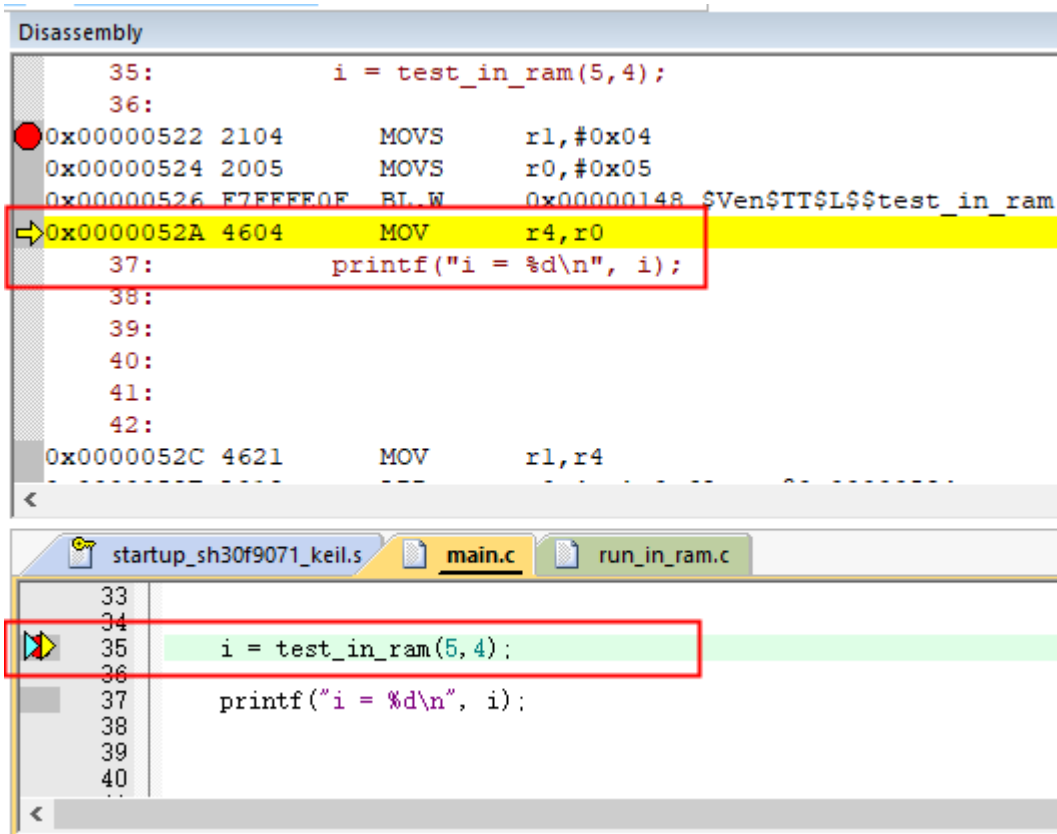 Disassembly
35: i = test_in_ram(5,4);
36:
0x00000522 2104 MOVS r1,#0x04
0x00000524 2005 MOVS r0,#0x05
0x00000526 F7FFFE0F BL.W 0x00000148 $Ven$TT$L$$test_in_ram
0x0000052A 4604 MOV r4,r0
37: printf("i = %d\n", i);
38:
39:
40:
41:
42:
0x0000052C 4621 MOV r1,r4
startup_sh30f9071_keil.s main.c run_in_ram.c
33
34
35 i = test_in_ram(5,4);
36
37 printf("i = %d\n", i);
38
39
40